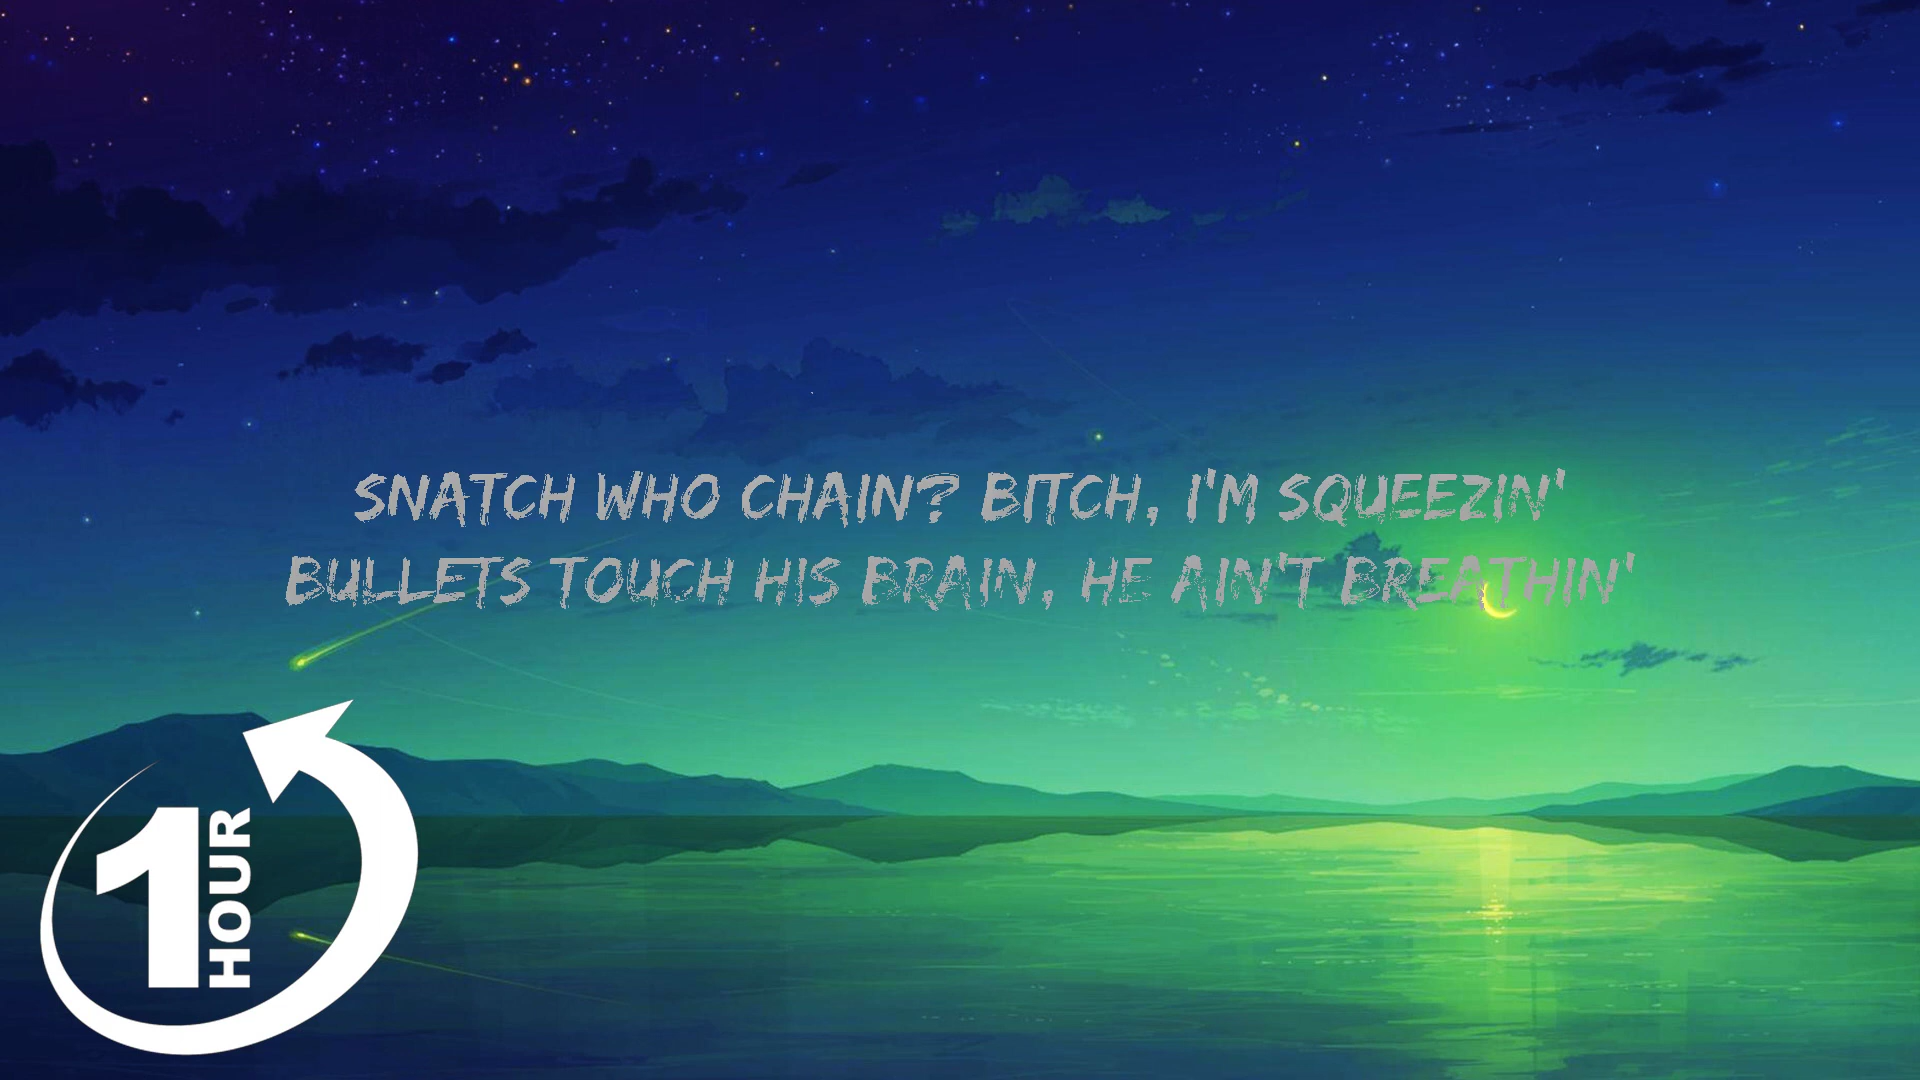 SNATCH WHO CHAIN? BITCH, I'M SQUEEZIN'
BULLETS TOUCH HIS BRAIN, HE AIN'T BREATHIN'
1 HOUR